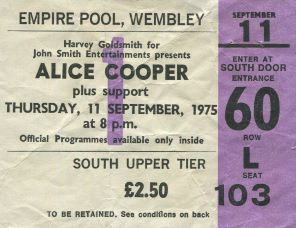 EMPIRE POOL, WEMBLEY
Harvey Goldsmith for
John Smith Entertainments presents
ALICE COOPER
plus support
THURSDAY, 11 SEPTEMBER, 1975
at 8 p.m.
Official Programmes available only inside
SOUTH UPPER TIER
£2.50
TO BE RETAINED. See conditions on back
SEPTEMBER
11
ENTER AT
SOUTH DOOR
ENTRANCE
60
ROW
L
SEAT
103
1